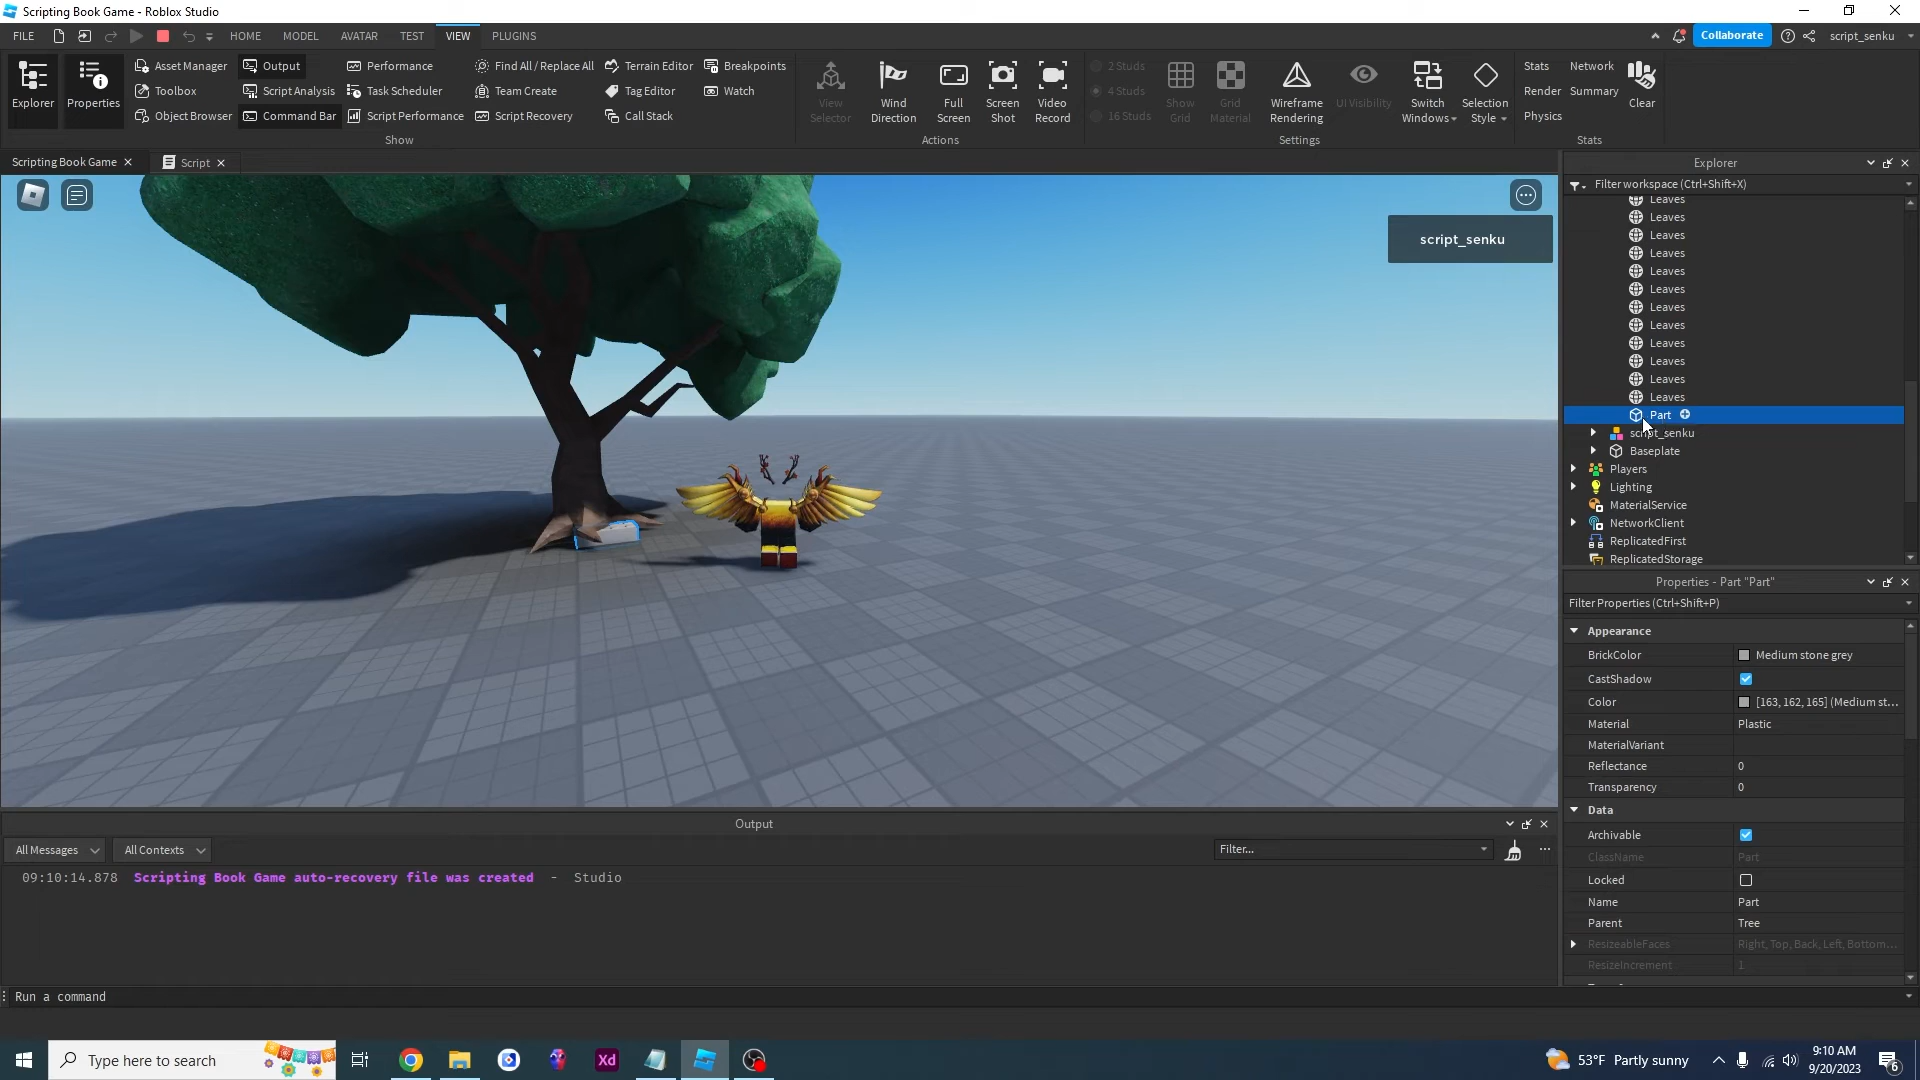 Scripting Book Game - Roblox Studio
FILE HOME MODEL AVATAR TEST VIEW PLUGINS Collaborate script_senku
Explorer
Properties
Asset Manager
Toolbox
Object Browser
Output
Script Analysis
Command Bar
Performance
Task Scheduler
Script Performance
Find All / Replace All
Team Create
Script Recovery
Terrain Editor
Tag Editor
Call Stack
Breakpoints
Watch
Show
View
Selector
Wind
Direction
Full
Screen
Screen
Shot
Video
Record
Actions
2 Studs
4 Studs
16 Studs
Show
Grid
Grid
Material
Wireframe
Rendering
UI Visibility
Switch
Windows
Selection
Style
Settings
Stats
Render
Physics
Network
Summary
Clear
Stats
Scripting Book Game
Script
script_senku
Explorer
Filter workspace (Ctrl+Shift+X)
Leaves
Leaves
Leaves
Leaves
Leaves
Leaves
Leaves
Leaves
Leaves
Leaves
Leaves
Leaves
Part
script_senku
Baseplate
Players
Lighting
MaterialService
NetworkClient
ReplicatedFirst
ReplicatedStorage
Properties - Part "Part"
Filter Properties (Ctrl+Shift+P)
Appearance
BrickColor Medium stone grey
CastShadow
Color [163, 162, 165] (Medium st...
Material Plastic
MaterialVariant
Reflectance 0
Transparency 0
Data
Archivable
ClassName Part
Locked
Name Part
Parent Tree
ResizeableFaces Right, Top, Back, Left, Bottom...
ResizeIncrement 1
Output
All Messages All Contexts Filter...
09:10:14.878 Scripting Book Game auto-recovery file was created - Studio
Run a command
Type here to search
Xd
53°F Partly sunny
9:10 AM
9/20/2023
6